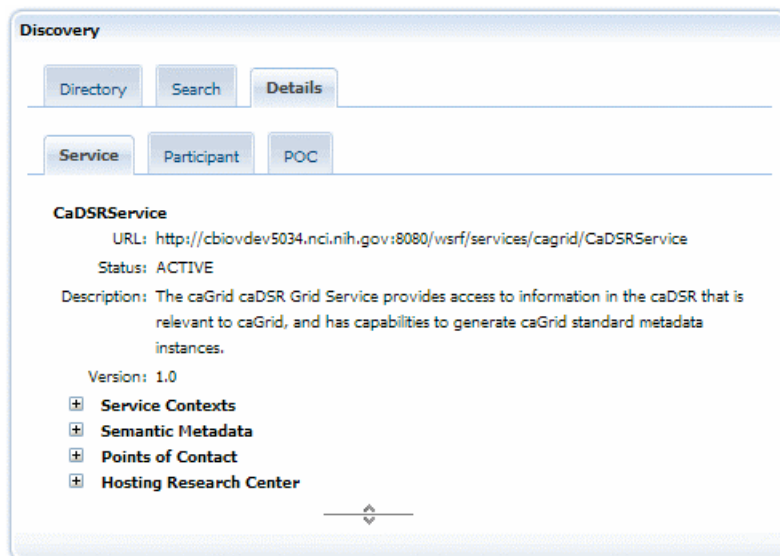 Discovery
Directory Search Details
Service Participant POC
CaDSRService
URL: http://cbiovdev5034.nci.nih.gov:8080/wsrf/services/cagrid/CaDSRService
Status: ACTIVE
Description: The caGrid caDSR Grid Service provides access to information in the caDSR that is
relevant to caGrid, and has capabilities to generate caGrid standard metadata
instances.
Version: 1.0
Service Contexts
Semantic Metadata
Points of Contact
Hosting Research Center